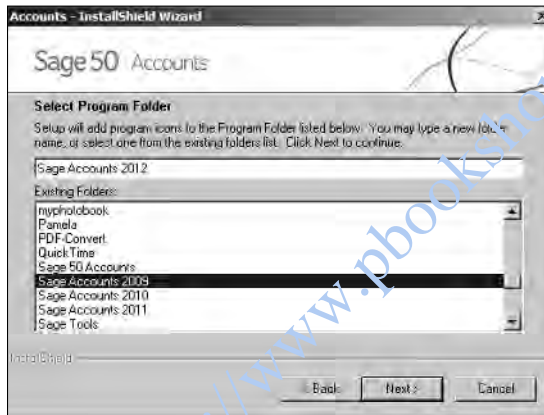 Accounts - InstallShield Wizard
Sage 50 Accounts
Select Program Folder
Setup will add program icons to the Program Folder listed below. You may type a new folder
name, or select one from the existing folders list. Click Next to continue.
Sage Accounts 2012
Existing Folders:
myphotobook
Pamela
PDF-Convert
QuickTime
Sage 50 Accounts
Sage Accounts 2009
Sage Accounts 2010
Sage Accounts 2011
Sage Tools
InstallShield
< Back
Next >
Cancel
://www.pbooksho